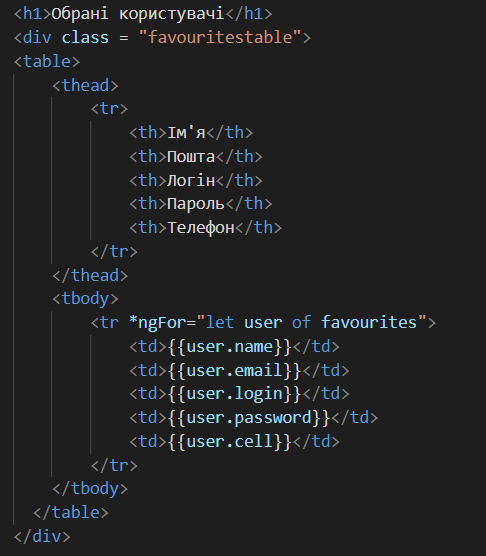 <h1>Обрані користувачі</h1>
<div class = "favouritestable">
<table>
    <thead>
        <tr>
            <th>Ім'я</th>
            <th>Пошта</th>
            <th>Логін</th>
            <th>Пароль</th>
            <th>Телефон</th>
        </tr>
    </thead>
    <tbody>
        <tr *ngFor="let user of favourites">
            <td>{{user.name}}</td>
            <td>{{user.email}}</td>
            <td>{{user.login}}</td>
            <td>{{user.password}}</td>
            <td>{{user.cell}}</td>
        </tr>
    </tbody>
  </table>
</div>